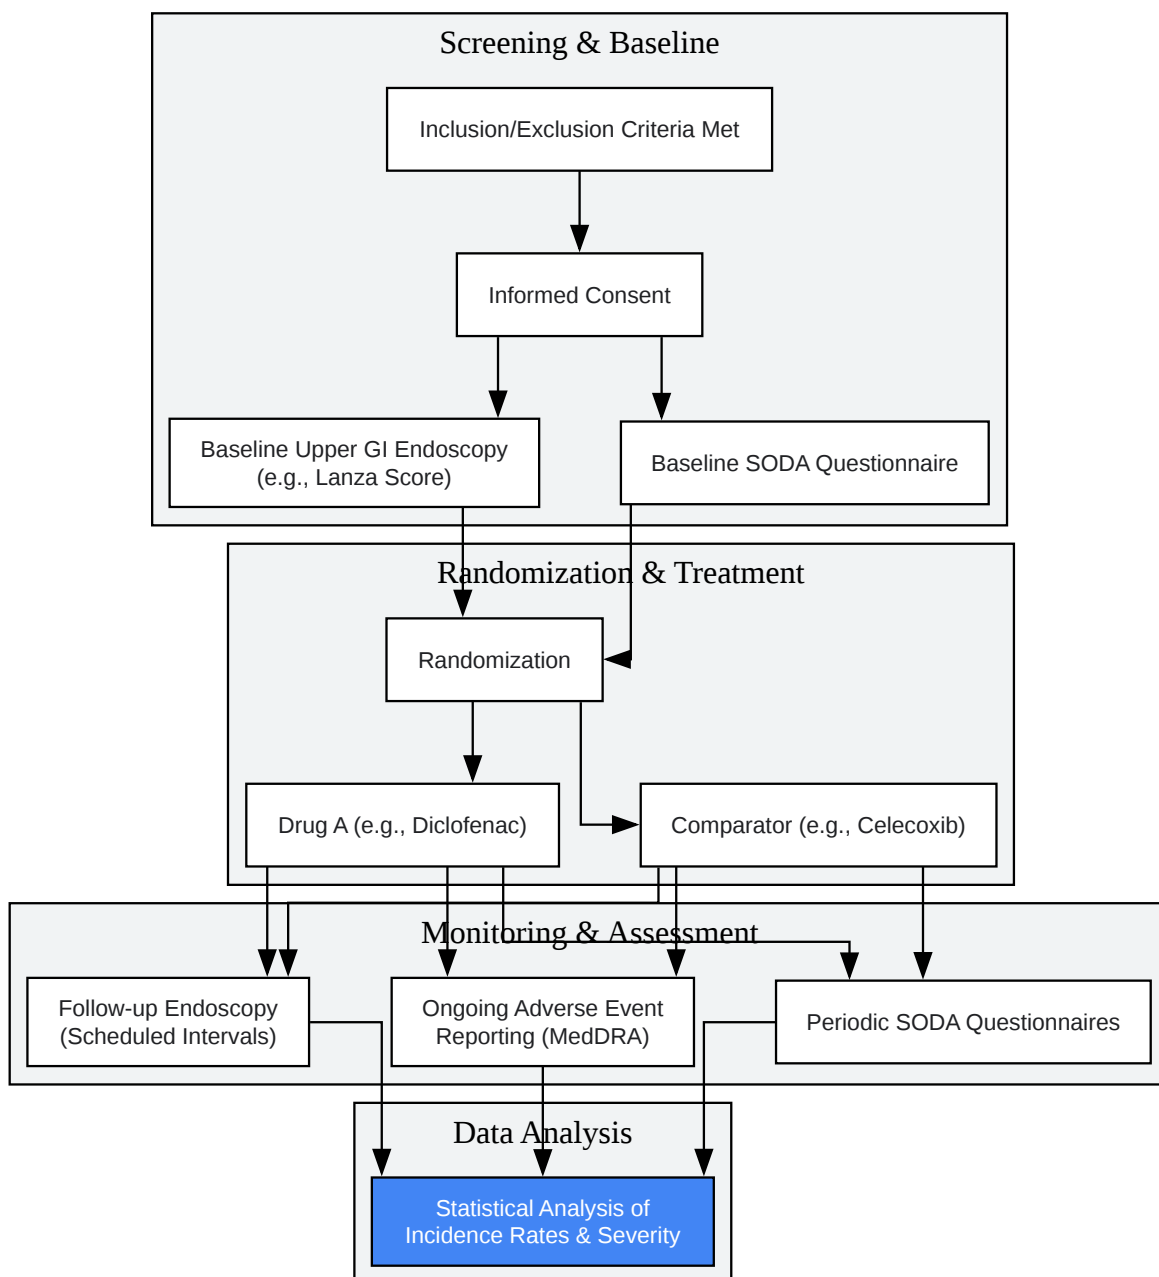 Screening & Baseline
Inclusion/Exclusion Criteria Met
Informed Consent
Baseline Upper GI Endoscopy
(e.g., Lanza Score)
Baseline SODA Questionnaire
Randomization & Treatment
Randomization
Drug A (e.g., Diclofenac)
Comparator (e.g., Celecoxib)
Monitoring & Assessment
Follow-up Endoscopy
(Scheduled Intervals)
Ongoing Adverse Event
Reporting (MedDRA)
Periodic SODA Questionnaires
Data Analysis
Statistical Analysis of
Incidence Rates & Severity